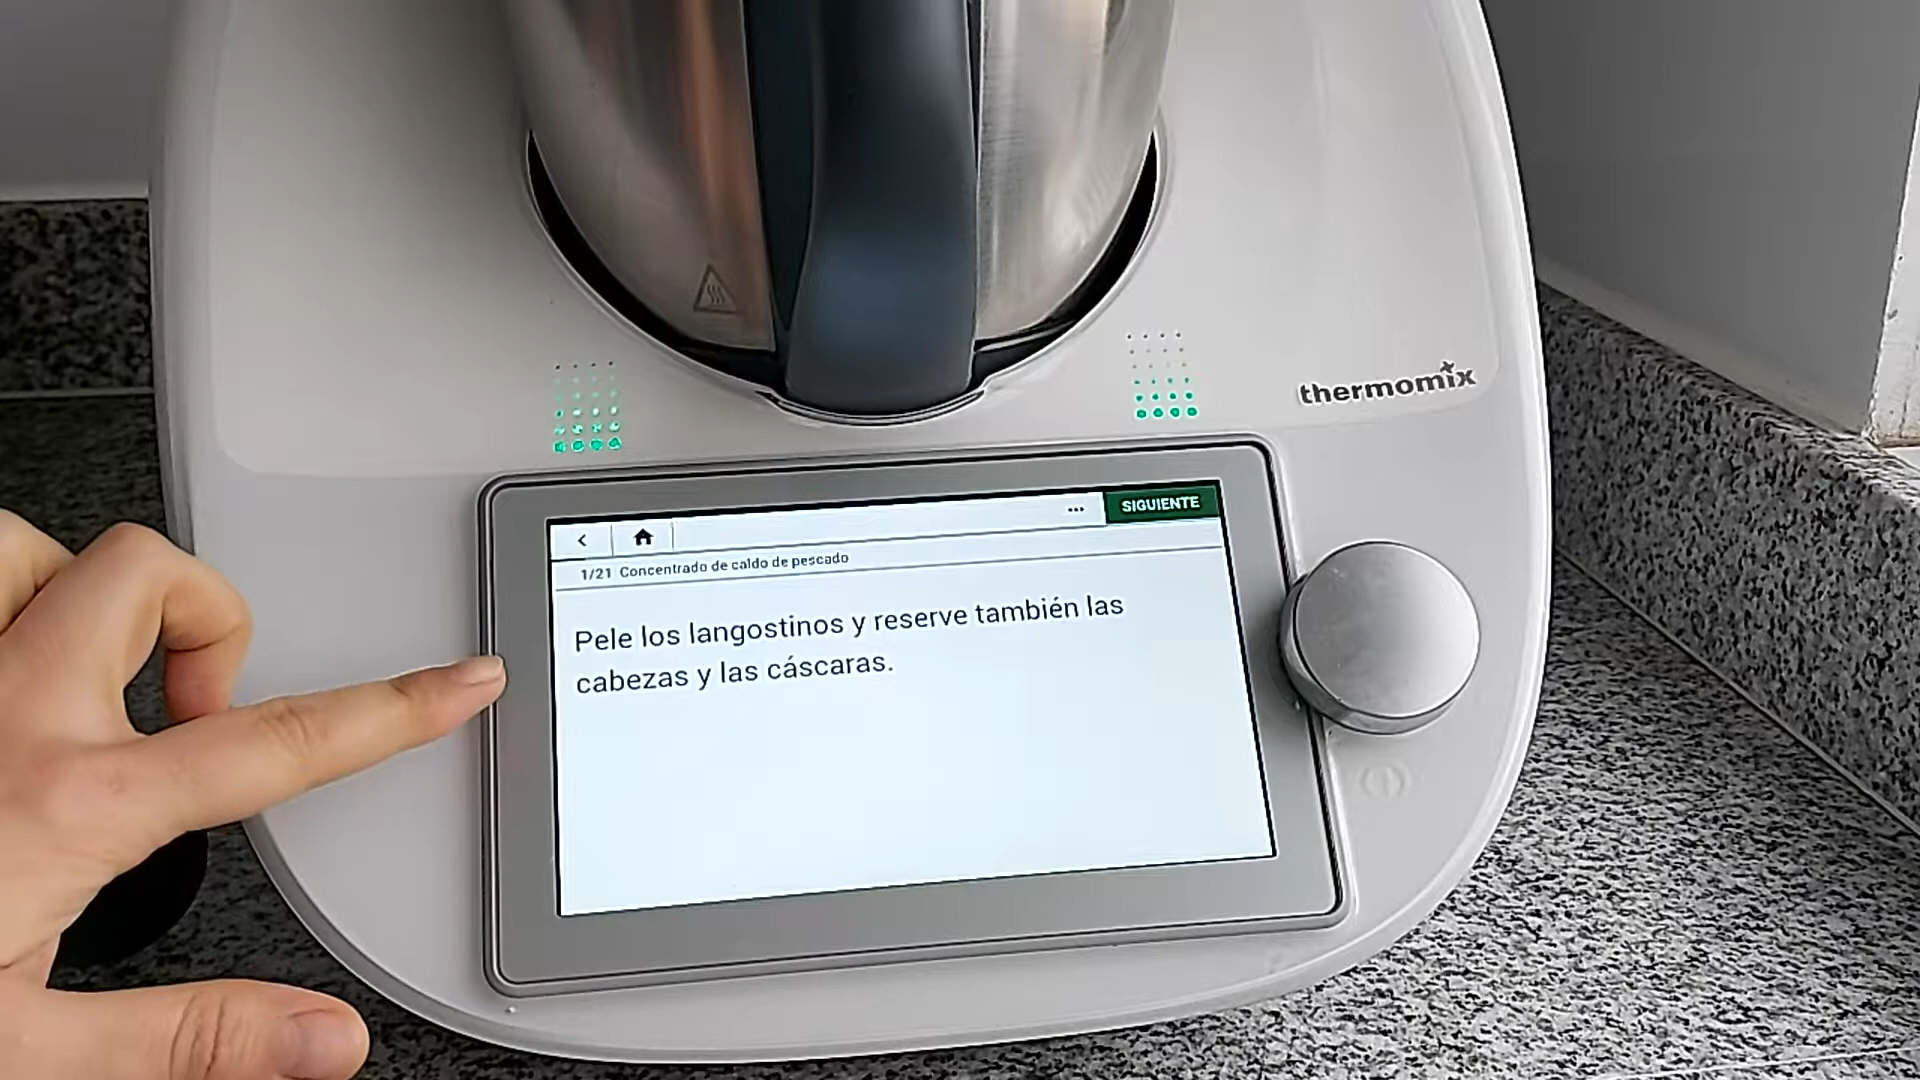 thermomix
SIGUIENTE
1/21 Concentrado de caldo de pescado
Pele los langostinos y reserve también las
cabezas y las cáscaras.